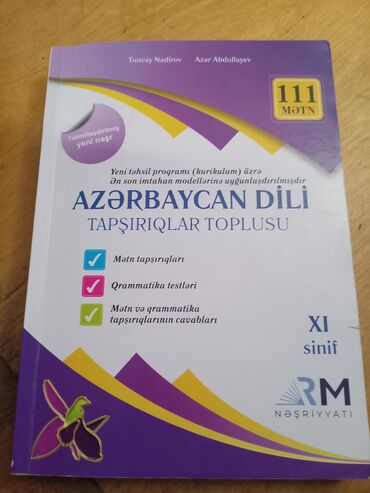 Tuncay Nadirov Azər Abdullayev
111
MƏTN
Təkmilləşdirilmiş
yeni nəşr
Yeni təhsil proqramı (kurikulum) üzrə
Ən son imtahan modellərinə uyğunlaşdırılmışdır
AZƏRBAYCAN DİLİ
TAPŞIRIQLAR TOPLUSU
Mətn tapşırıqları
Qrammatika testləri
Mətn və qrammatika
tapşırıqlarının cavabları
XI
sinif
RM
NƏŞRİYYATI